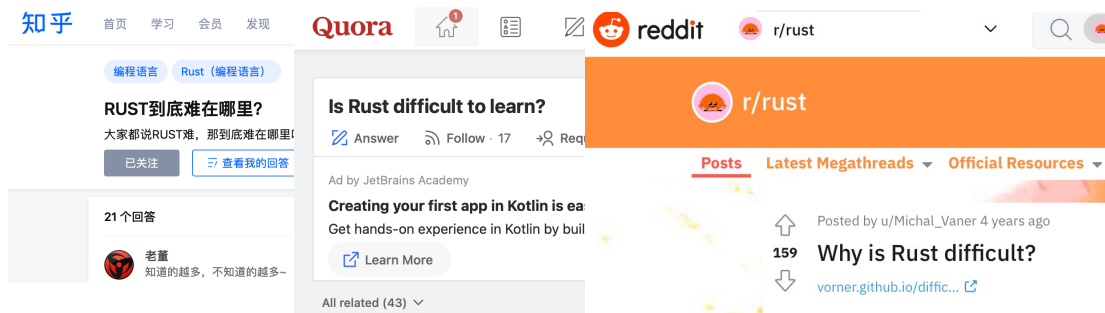 知乎 首页 学习 会员 发现
编程语言 Rust（编程语言）
RUST到底难在哪里?
大家都说RUST难，那到底难在哪里
已关注 查看我的回答
21 个回答
老董
知道的越多，不知道的越多~
Quora 1
Is Rust difficult to learn?
Answer Follow · 17 Requ
Ad by JetBrains Academy
Creating your first app in Kotlin is eas
Get hands-on experience in Kotlin by buil
Learn More
All related (43)
reddit r/rust
r/rust
Posts Latest Megathreads Official Resources
Posted by u/Michal_Vaner 4 years ago
159 Why is Rust difficult?
vorner.github.io/diffic...